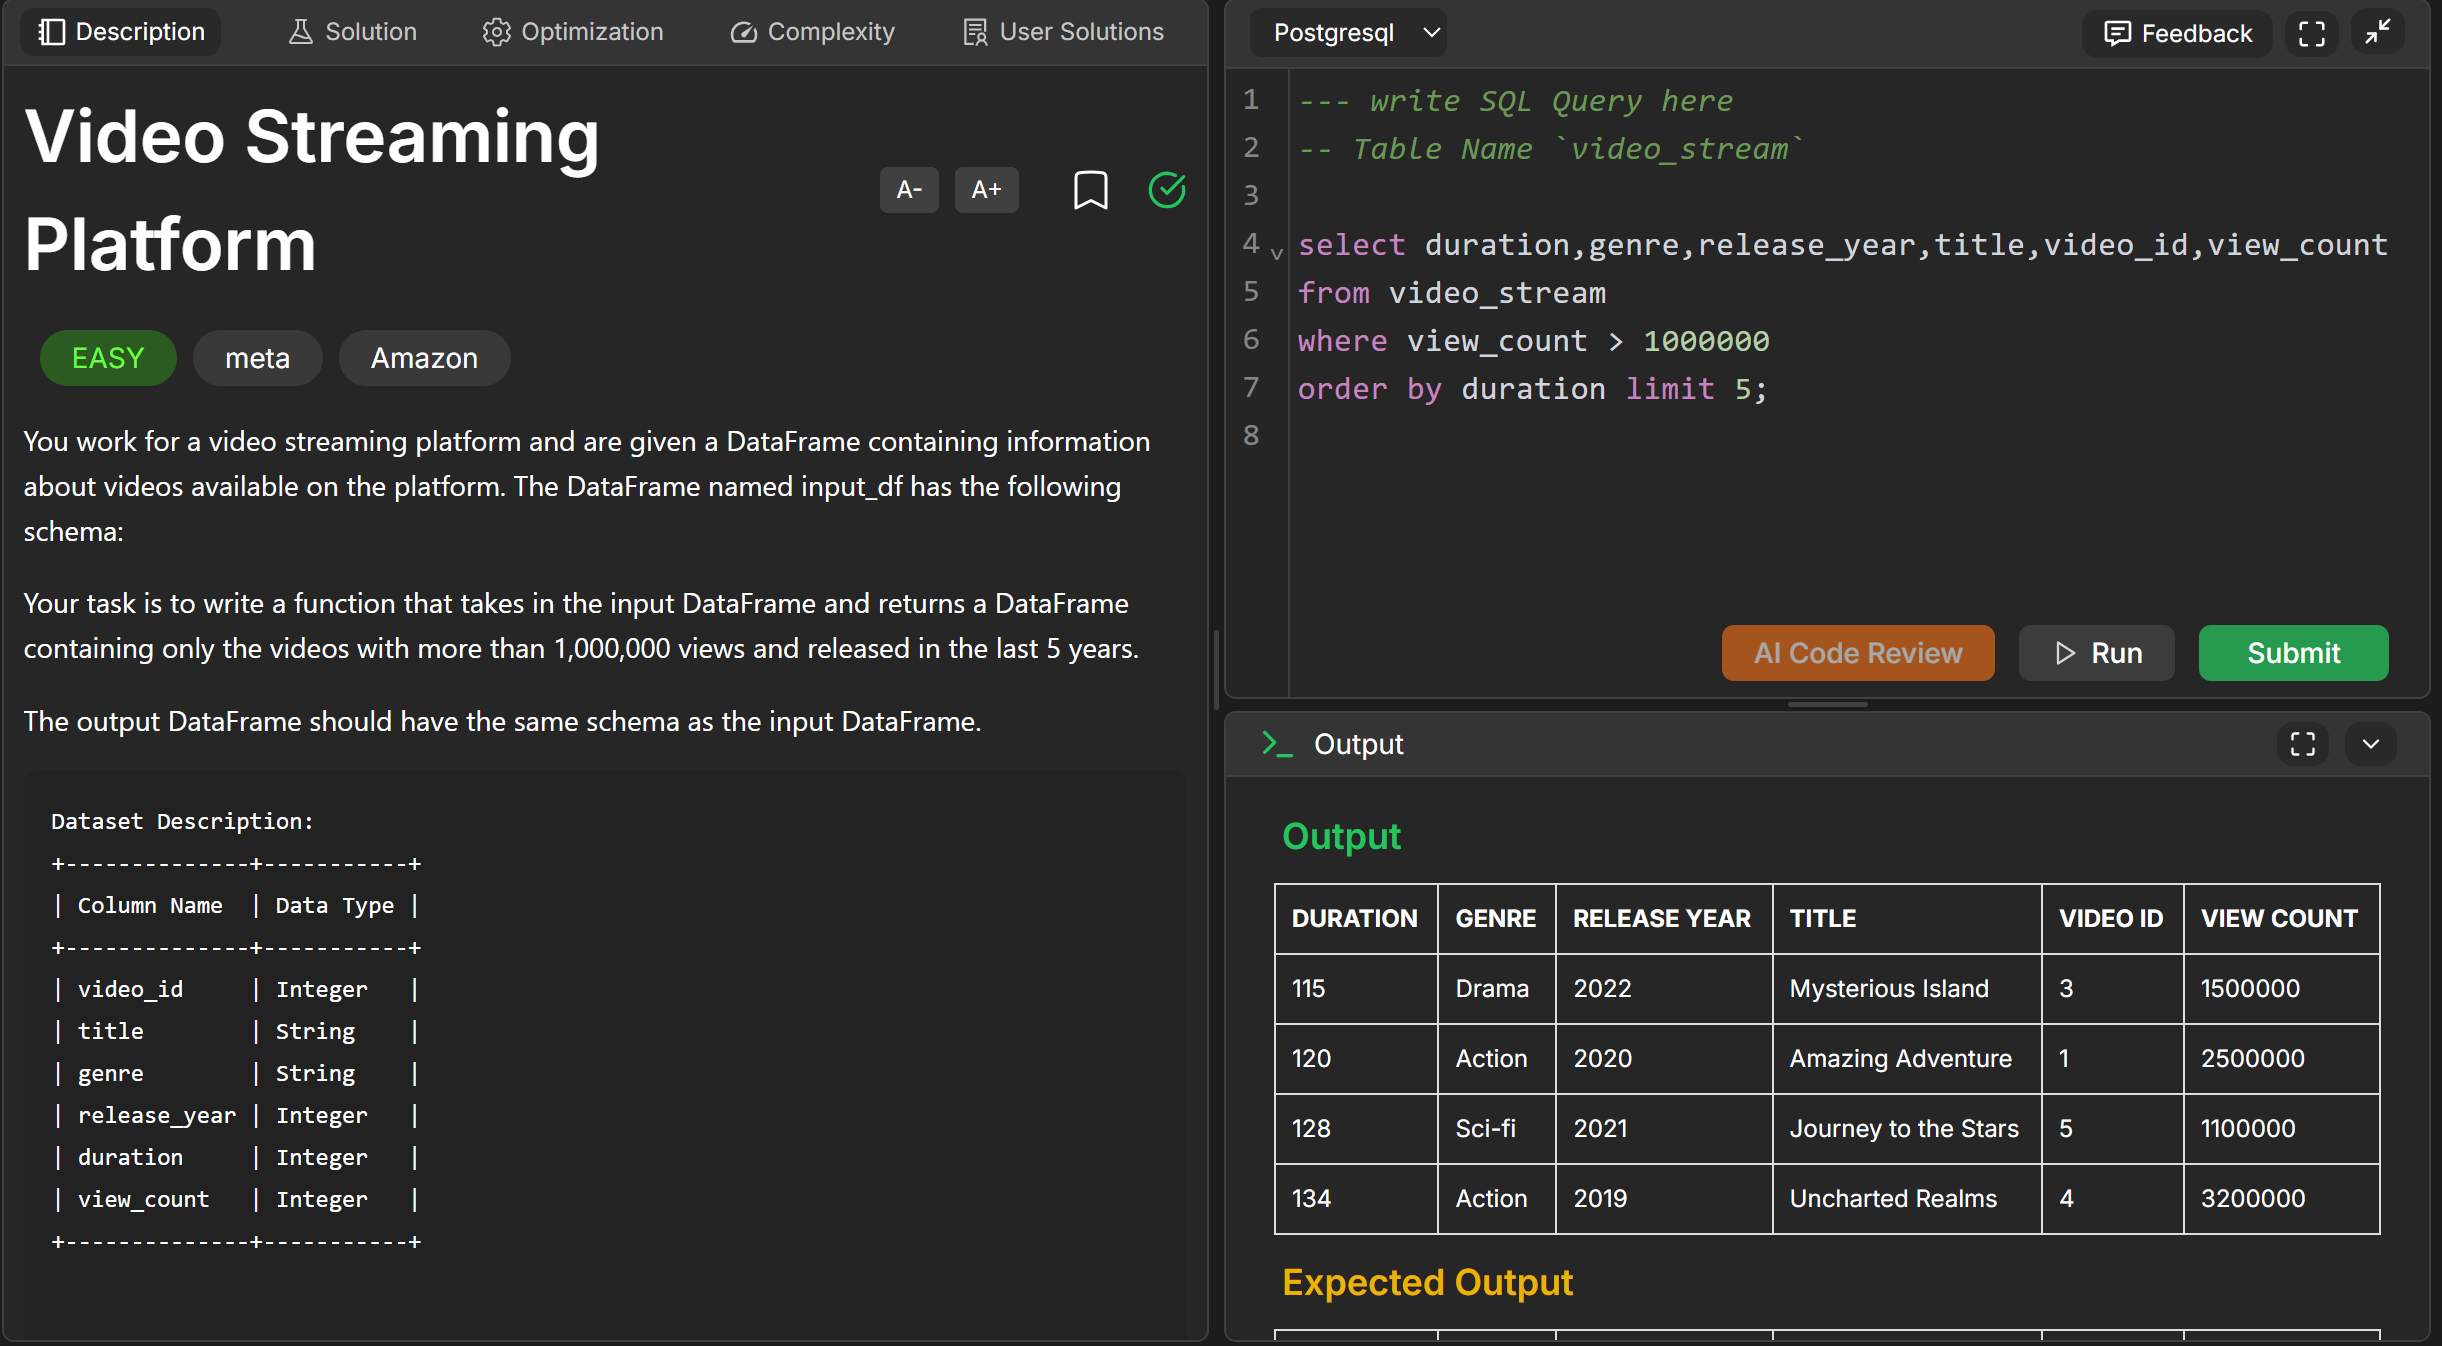 Description
Solution
Optimization
Complexity
User Solutions
Video Streaming
Platform
A-
A+
EASY
meta
Amazon
You work for a video streaming platform and are given a DataFrame containing information
about videos available on the platform. The DataFrame named input_df has the following
schema:
Your task is to write a function that takes in the input DataFrame and returns a DataFrame
containing only the videos with more than 1,000,000 views and released in the last 5 years.
The output DataFrame should have the same schema as the input DataFrame.
Dataset Description:
+--------------+-----------+
| Column Name  | Data Type |
+--------------+-----------+
| video_id     | Integer   |
| title        | String    |
| genre        | String    |
| release_year | Integer   |
| duration     | Integer   |
| view_count   | Integer   |
+--------------+-----------+
Postgresql
Feedback
1 --- write SQL Query here
2 -- Table Name `video_stream`
3
4 select duration,genre,release_year,title,video_id,view_count
5 from video_stream
6 where view_count > 1000000
7 order by duration limit 5;
8
AI Code Review
Run
Submit
>_ Output
Output
DURATION GENRE RELEASE YEAR TITLE VIDEO ID VIEW COUNT
115 Drama 2022 Mysterious Island 3 1500000
120 Action 2020 Amazing Adventure 1 2500000
128 Sci-fi 2021 Journey to the Stars 5 1100000
134 Action 2019 Uncharted Realms 4 3200000
Expected Output